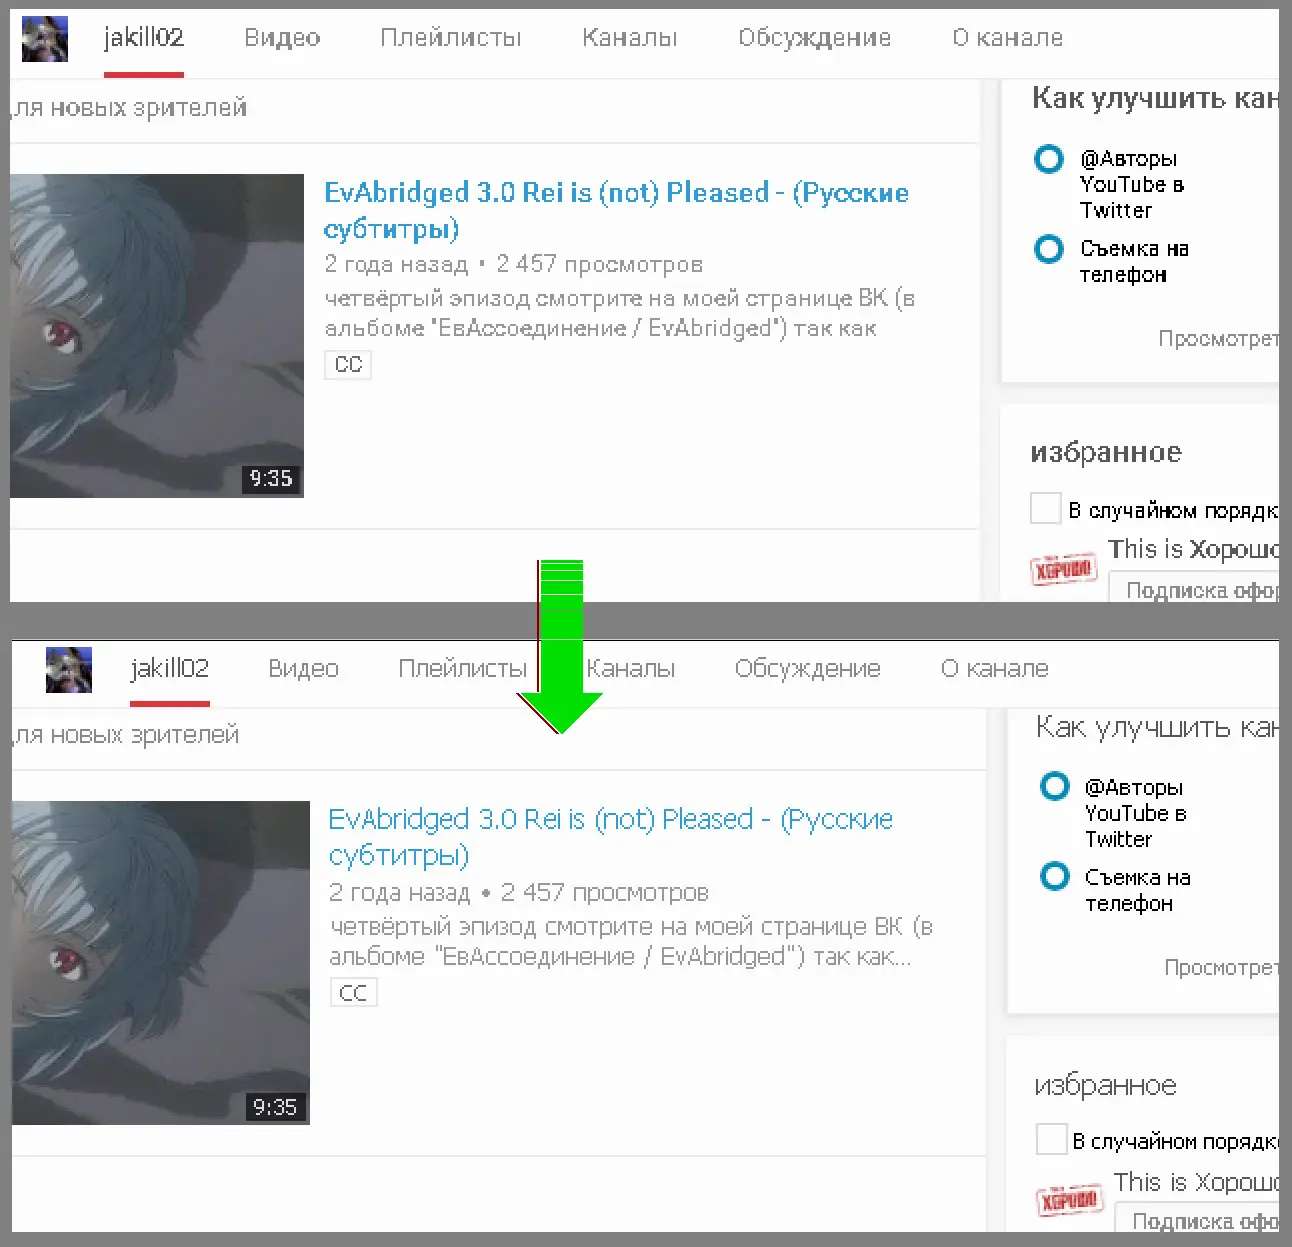 jakill02 Видео Плейлисты Каналы Обсуждение О канале
ля новых зрителей
EvAbridged 3.0 Rei is (not) Pleased - (Русские
субтитры)
2 года назад • 2 457 просмотров
четвёртый эпизод смотрите на моей странице ВК (в
альбоме "ЕвАссоединение / EvAbridged") так как
CC
9:35
Как улучшить кан
@Авторы
YouTube в
Twitter
Съемка на
телефон
Просмотрет
избранное
В случайном порядк
This is Хорошо
ХОРОШО
Подписка офор
jakill02 Видео Плейлисты Каналы Обсуждение О канале
ля новых зрителей
EvAbridged 3.0 Rei is (not) Pleased - (Русские
субтитры)
2 года назад • 2 457 просмотров
четвёртый эпизод смотрите на моей странице ВК (в
альбоме "ЕвАссоединение / EvAbridged") так как...
CC
9:35
Как улучшить кан
@Авторы
YouTube в
Twitter
Съемка на
телефон
Просмотрет
избранное
В случайном порядк
This is Хорошо
ХОРОШО
Подписка офо